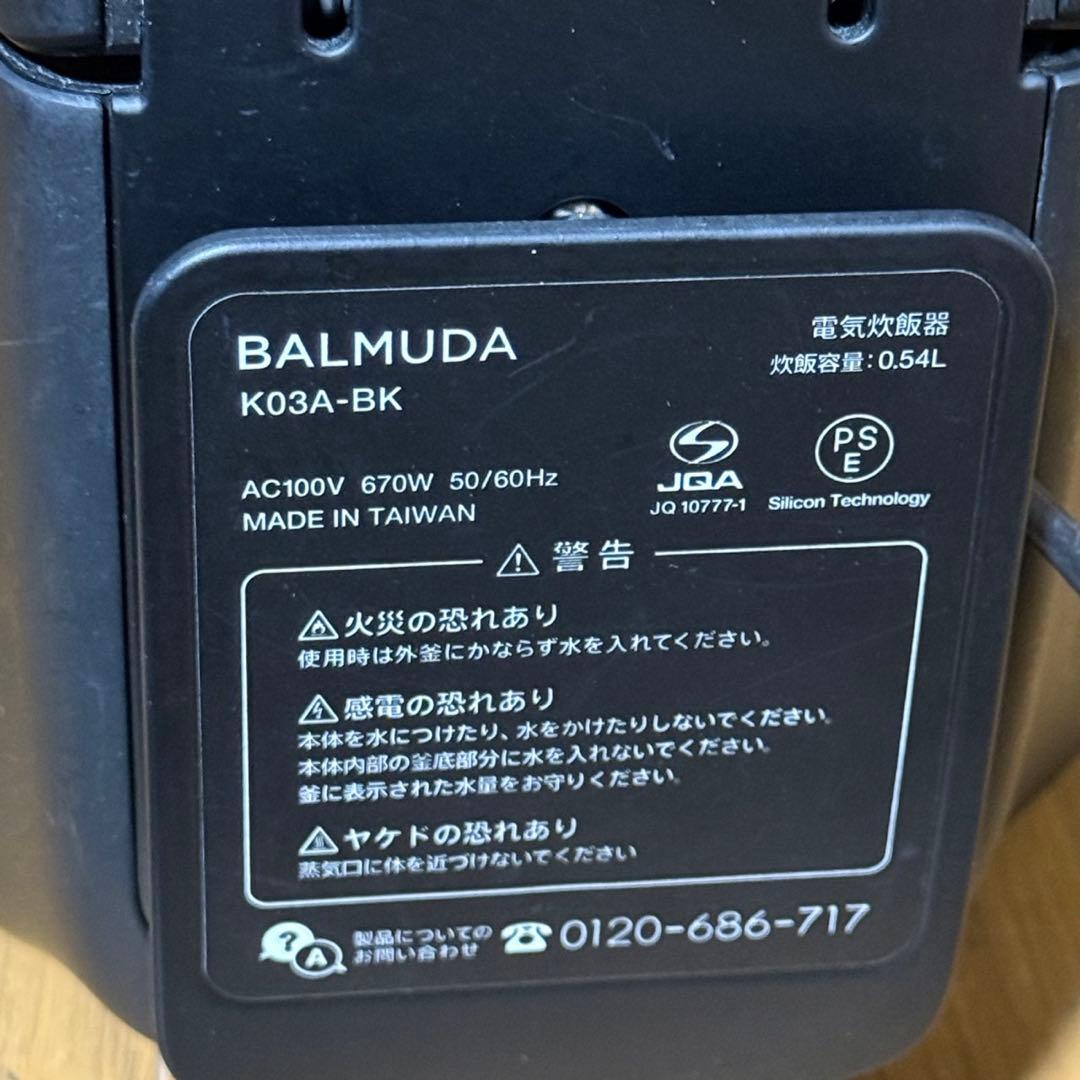 BALMUDA
K03A-BK
電気炊飯器
炊飯容量:0.54L
AC100V 670W 50/60Hz
MADE IN TAIWAN
JQA
JQ 10777-1
PSE
Silicon Technology
警告
火災の恐れあり
使用時は外釜にかならず水を入れてください。
感電の恐れあり
本体を水につけたり、水をかけたりしないでください。
本体内部の釜底部分に水を入れないでください。
釜に表示された水量をお守りください。
ヤケドの恐れあり
蒸気口に体を近づけないでください
? A
製品についての
お問い合わせ
0120-686-717